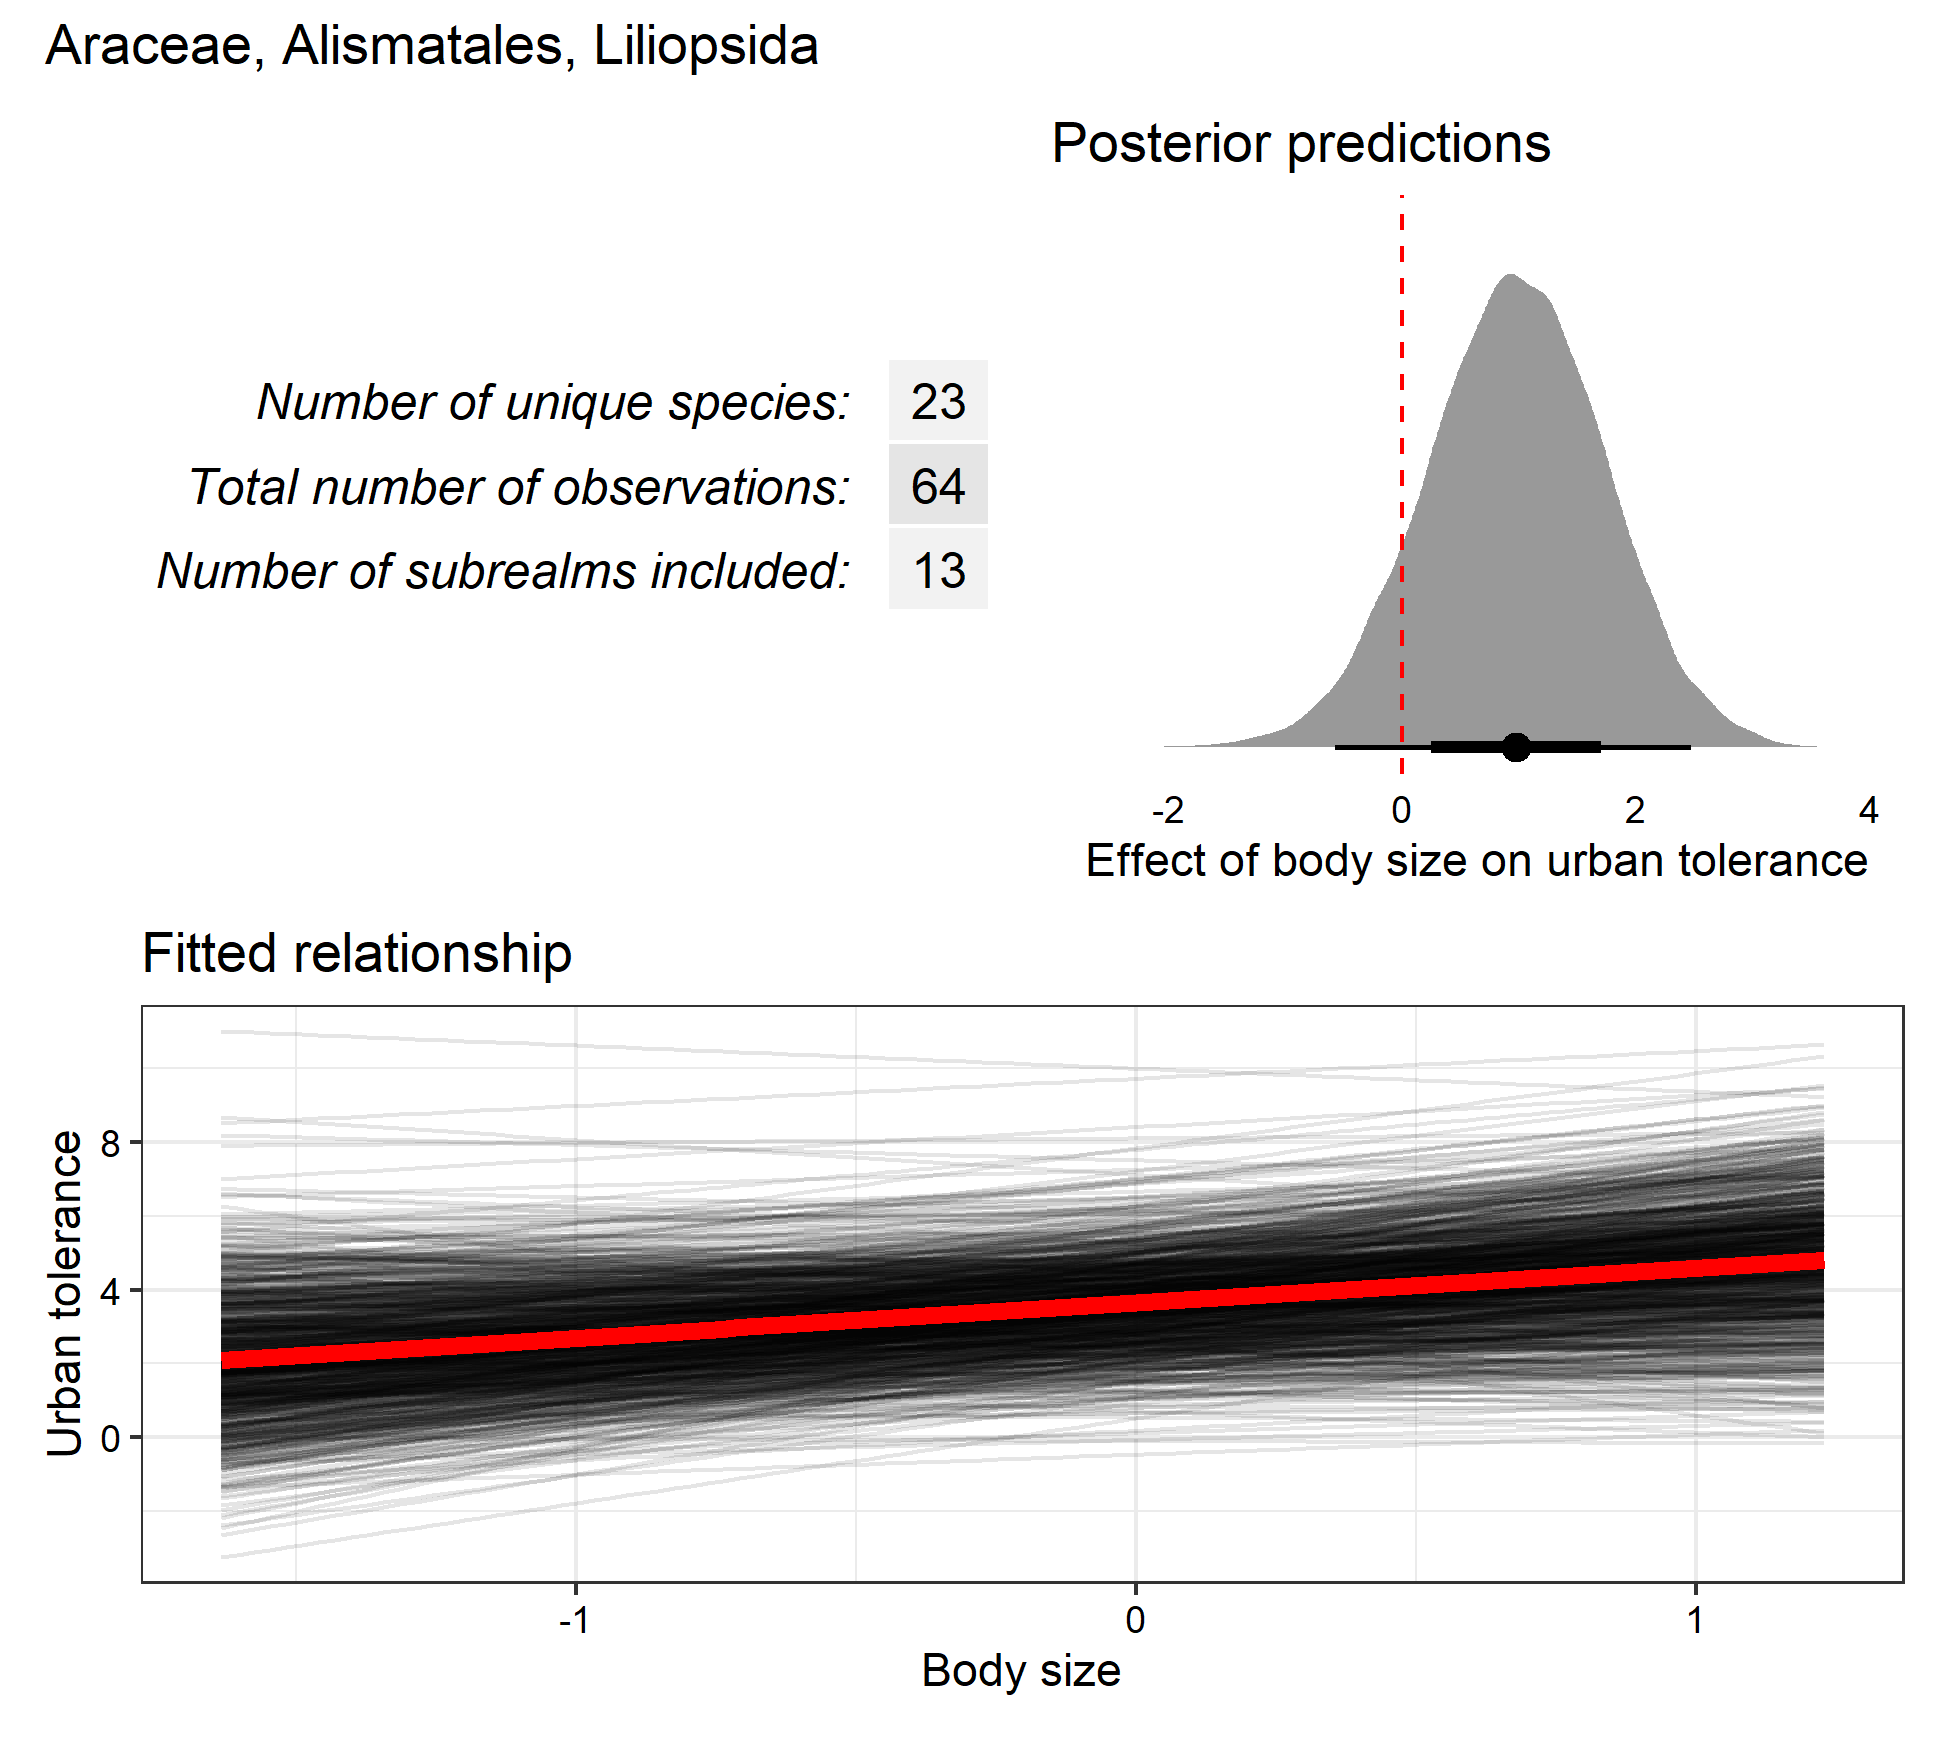 Araceae, Alismatales, Liliopsida
Posterior predictions
Number of unique species: 23
Total number of observations: 64
Number of subrealms included: 13
-2 0 2 4
Effect of body size on urban tolerance
Fitted relationship
Urban tolerance
8
4
0
-1 0 1
Body size